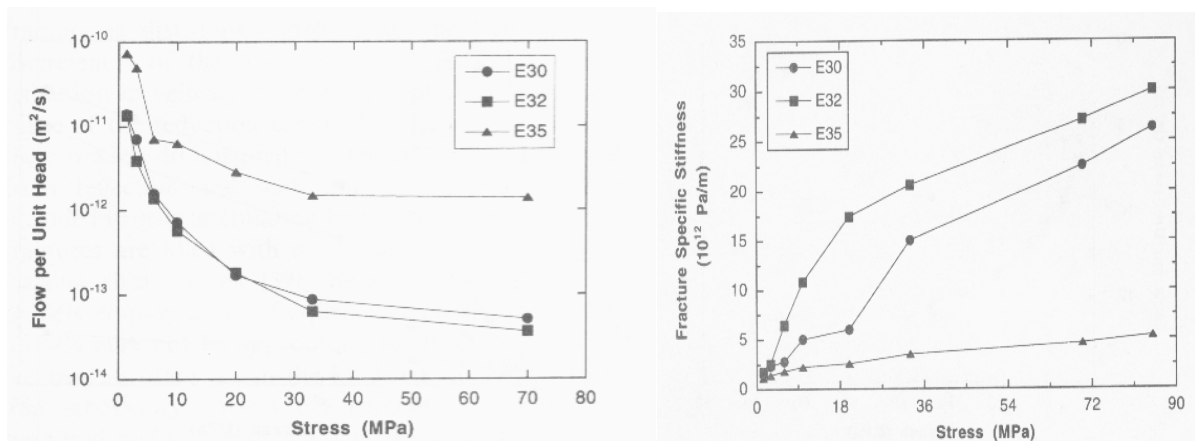 Flow per Unit Head (m²/s)
10⁻¹⁰
10⁻¹¹
10⁻¹²
10⁻¹³
10⁻¹⁴
0 10 20 30 40 50 60 70 80
Stress (MPa)
E30
E32
E35
Fracture Specific Stiffness
(10¹² Pa/m)
35
30
25
20
15
10
5
0
0 18 36 54 72 90
Stress (MPa)
E30
E32
E35